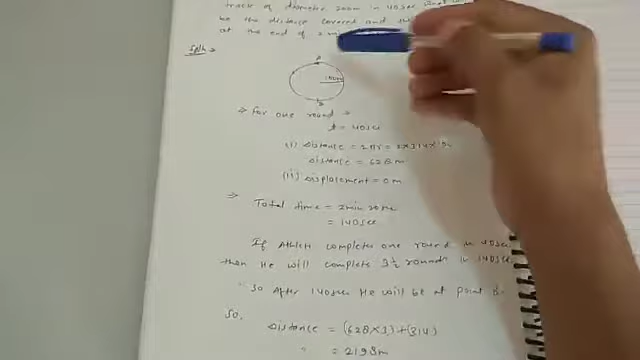 track of diameter 200m in 40sec. What will
be the distance covered and the
at the end of 2 m
Soln ⇒
A
100m
B
⇒ For one round ⇒
t = 40sec
(i) Distance = 2πr = 2×3.14×100
Distance = 628m
(ii) Displacement = 0m
⇒
Total time = 2min 20sec
= 140sec
If Athlete completes one round in 40sec
then He will complete 3½ rounds in 140sec
So After 140sec He will be at point B.
So,
Distance = (628×3)+(314)
" = 2198m